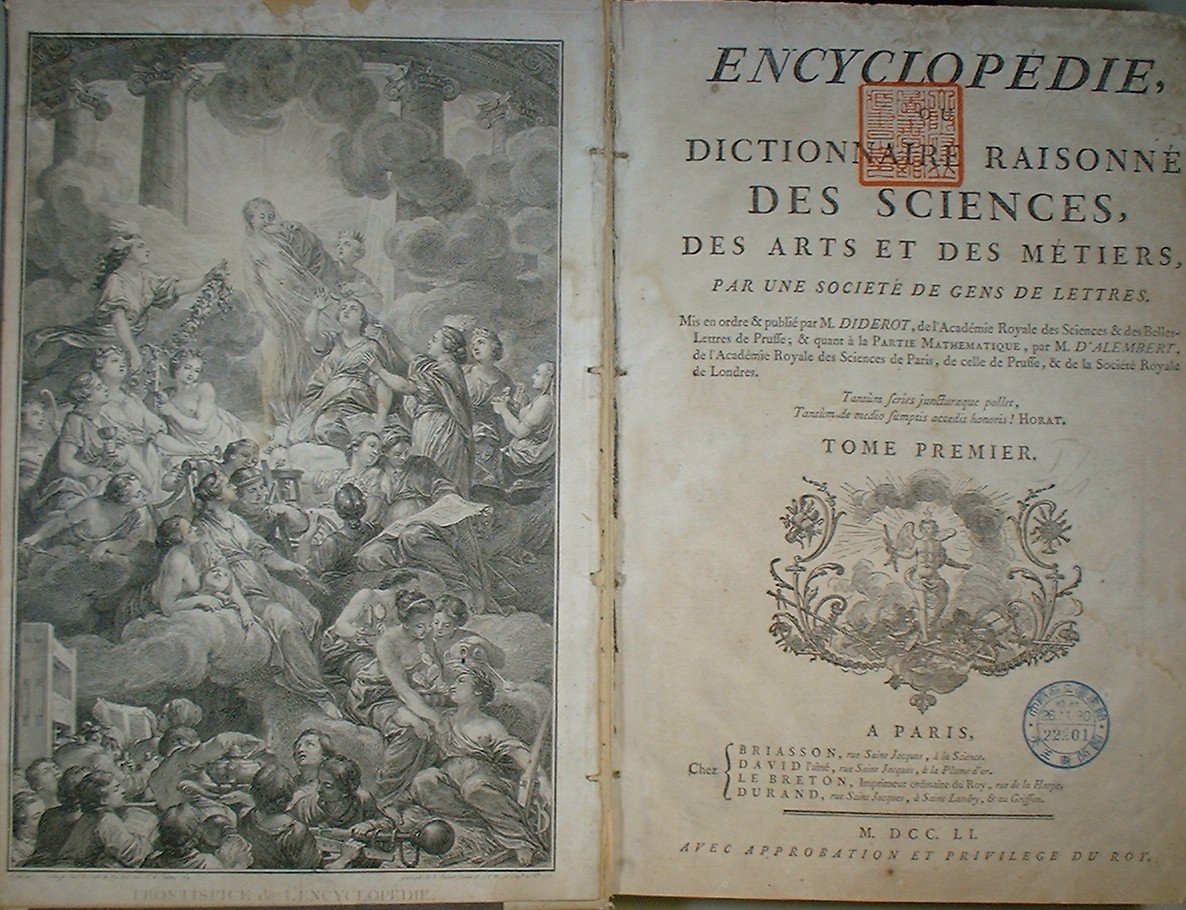 FRONTISPICE de L'ENCYCLOPÉDIE.
ENCYCLOPÉDIE,
OU
DICTIONNAIRE RAISONNÉ
DES SCIENCES,
DES ARTS ET DES MÉTIERS,
PAR UNE SOCIETÉ DE GENS DE LETTRES.
Mis en ordre & publié par M. DIDEROT, de l'Académie Royale des Sciences & des Belles-
Lettres de Prusse; & quant à la PARTIE MATHEMATIQUE, par M. D'ALEMBERT,
de l'Académie Royale des Sciences de Paris, de celle de Prusse, & de la Société Royale
de Londres.
Tantùm series juncturaque pollet,
Tantùm de medio sumptis accedit honoris! HORAT.
TOME PREMIER.
A PARIS,
Chez
BRIASSON, rue Saint Jacques, à la Science.
DAVID l'aîné, rue Saint Jacques, à la Plume d'or.
LE BRETON, Imprimeur ordinaire du Roy, rue de la Harpe.
DURAND, rue Saint Jacques, à Saint Landry, & au Griffon.
M. DCC. LI.
AVEC APPROBATION ET PRIVILEGE DU ROY.
22201